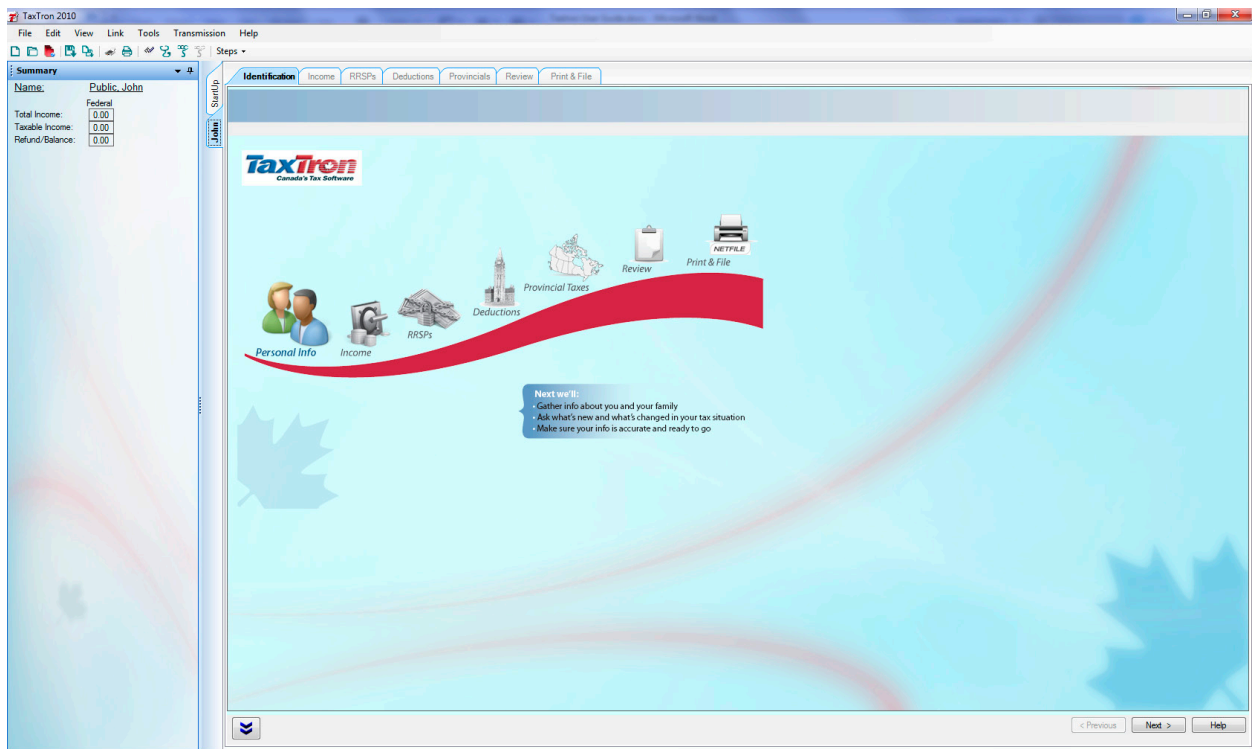 TaxTron 2010
File Edit View Link Tools Transmission Help
Steps
Summary
Name: Public, John
Federal
Total Income: 0.00
Taxable Income: 0.00
Refund/Balance: 0.00
StartUp
John
Identification Income RRSPs Deductions Provincials Review Print & File
TaxTron
Canada's Tax Software
NETFILE
Print & File
Review
Provincial Taxes
Deductions
RRSPs
Income
Personal Info
Next we'll:
• Gather info about you and your family
• Ask what's new and what's changed in your tax situation
• Make sure your info is accurate and ready to go
< Previous Next > Help